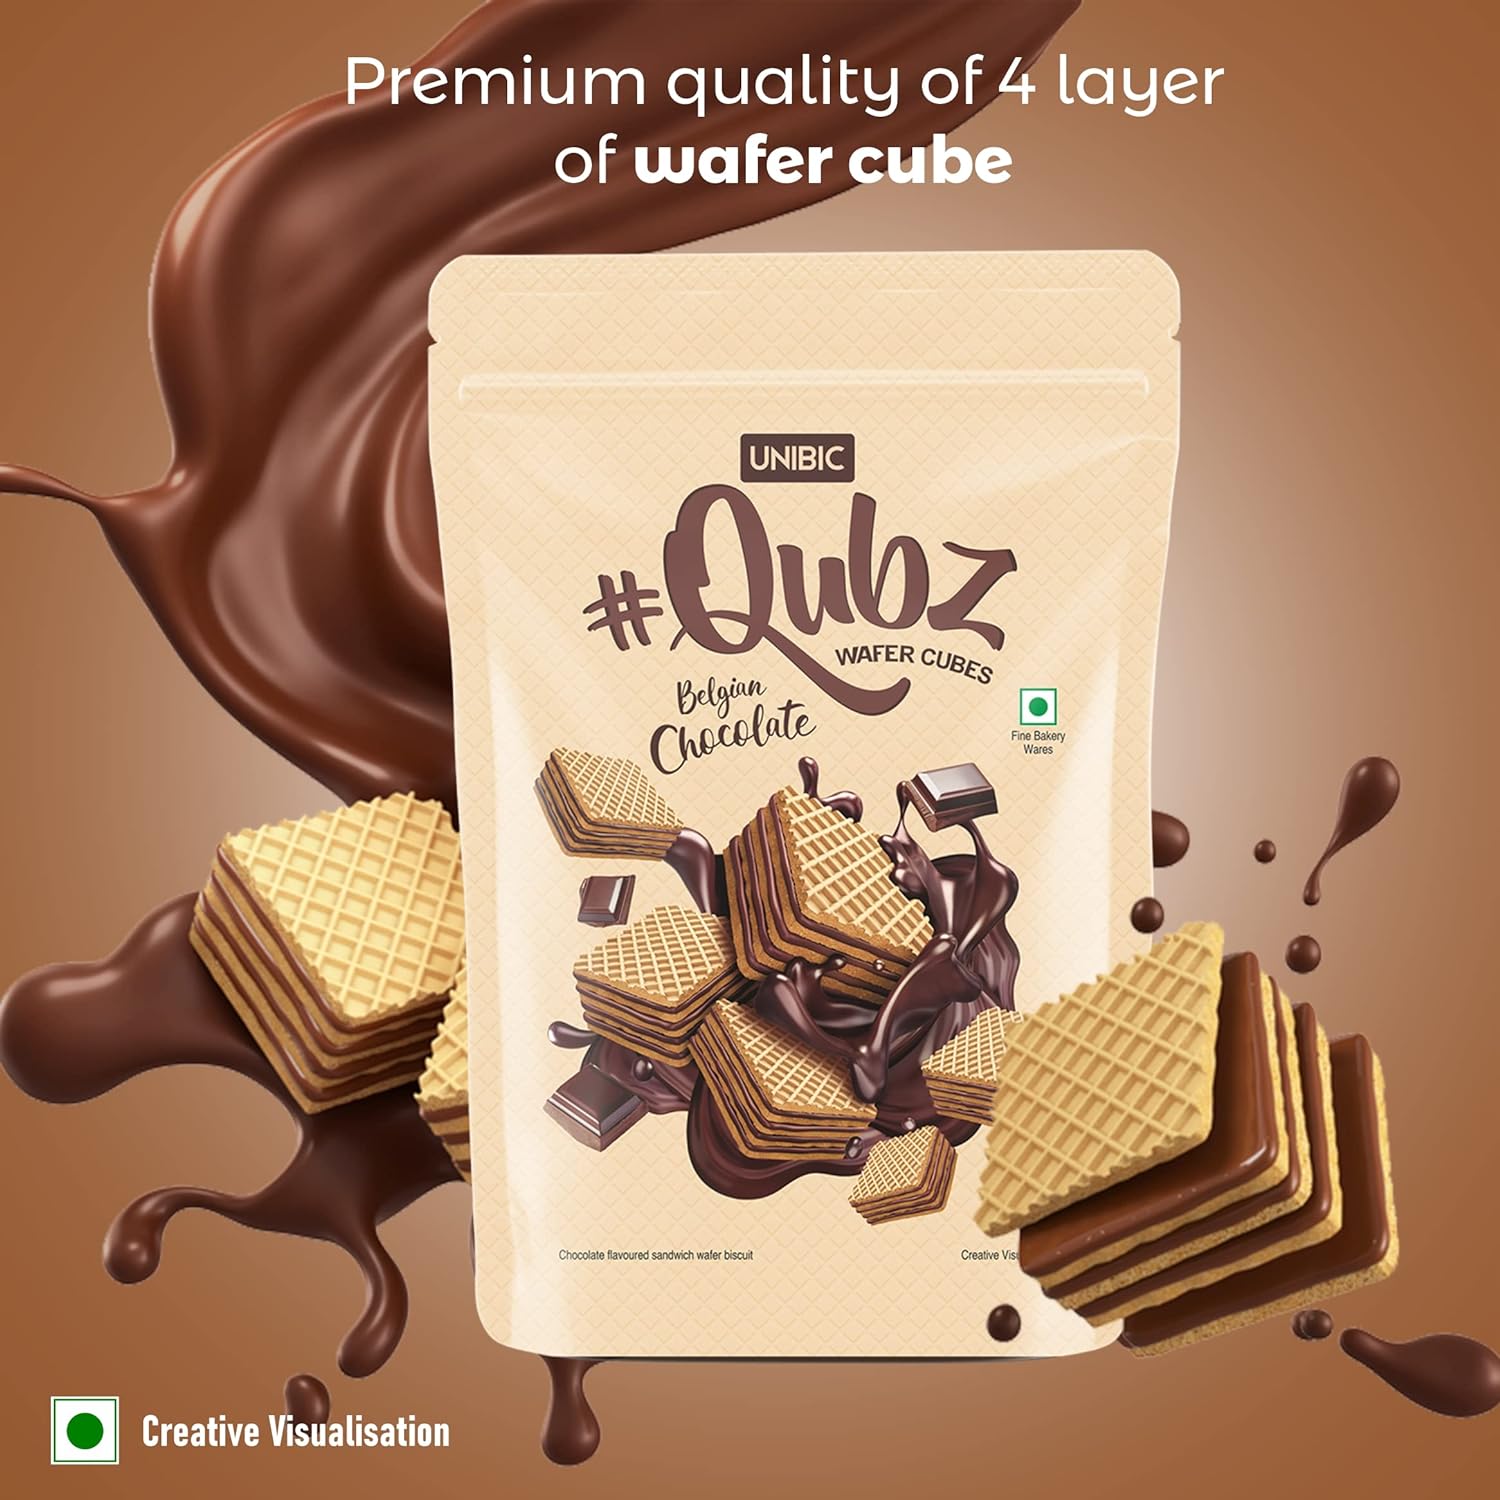 Premium quality of 4 layer
of wafer cube
UNIBIC
#Qubz
WAFER CUBES
Belgian
Chocolate
Fine Bakery
Wares
Chocolate flavoured sandwich wafer biscuit
Creative
Creative Visualisation